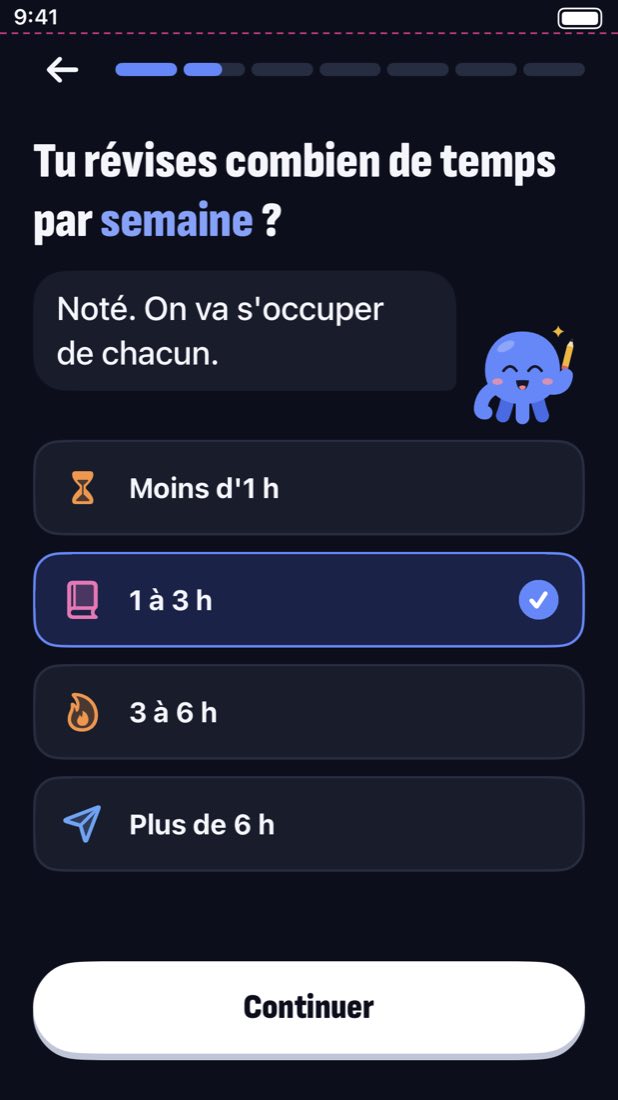 9:41
Tu révises combien de temps
par semaine ?
Noté. On va s'occuper
de chacun.
Moins d'1 h
1 à 3 h
3 à 6 h
Plus de 6 h
Continuer